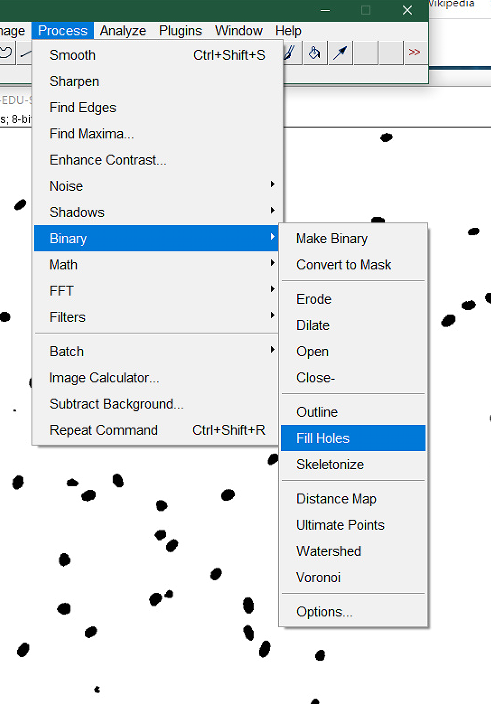 Wikipedia
mage Process Analyze Plugins Window Help
>>
-EDU-S
s; 8-bi
Smooth Ctrl+Shift+S
Sharpen
Find Edges
Find Maxima...
Enhance Contrast...
Noise
Shadows
Binary
Math
FFT
Filters
Batch
Image Calculator...
Subtract Background...
Repeat Command Ctrl+Shift+R
Make Binary
Convert to Mask
Erode
Dilate
Open
Close-
Outline
Fill Holes
Skeletonize
Distance Map
Ultimate Points
Watershed
Voronoi
Options...